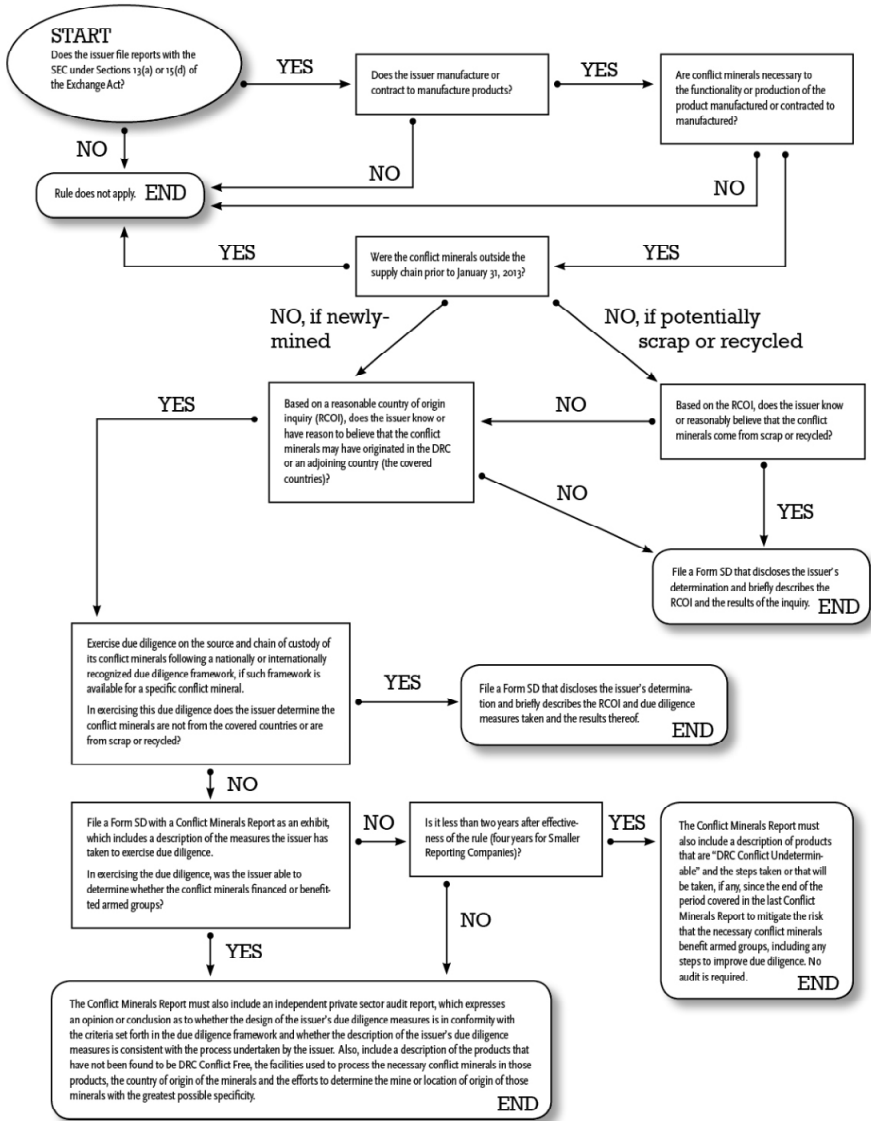 START
Does the issuer file reports with the
SEC under Sections 13(a) or 15(d) of
the Exchange Act?
YES
Does the issuer manufacture or
contract to manufacture products?
YES
Are conflict minerals necessary to
the functionality or production of the
product manufactured or contracted to
manufactured?
NO
NO
NO
Rule does not apply. END
YES
Were the conflict minerals outside the
supply chain prior to January 31, 2013?
YES
NO, if newly-
mined
NO, if potentially
scrap or recycled
YES
Based on a reasonable country of origin
inquiry (RCOI), does the issuer know or
have reason to believe that the conflict
minerals may have originated in the DRC
or an adjoining country (the covered
countries)?
NO
Based on the RCOI, does the issuer know
or reasonably believe that the conflict
minerals come from scrap or recycled?
NO
YES
File a Form SD that discloses the issuer's
determination and briefly describes the
RCOI and the results of the inquiry.
END
Exercise due diligence on the source and chain of custody of
its conflict minerals following a nationally or internationally
recognized due diligence framework, if such framework is
available for a specific conflict mineral.
In exercising this due diligence does the issuer determine the
conflict minerals are not from the covered countries or are
from scrap or recycled?
YES
File a Form SD that discloses the issuer's determina-
tion and briefly describes the RCOI and due diligence
measures taken and the results thereof.
END
NO
File a Form SD with a Conflict Minerals Report as an exhibit,
which includes a description of the measures the issuer has
taken to exercise due diligence.
In exercising the due diligence, was the issuer able to
determine whether the conflict minerals financed or benefit-
ted armed groups?
NO
Is it less than two years after effective-
ness of the rule (four years for Smaller
Reporting Companies)?
YES
The Conflict Minerals Report must
also include a description of products
that are “DRC Conflict Undetermin-
able” and the steps taken or that will
be taken, if any, since the end of the
period covered in the last Conflict
Minerals Report to mitigate the risk
that the necessary conflict minerals
benefit armed groups, including any
steps to improve due diligence. No
audit is required.
END
YES
NO
The Conflict Minerals Report must also include an independent private sector audit report, which expresses
an opinion or conclusion as to whether the design of the issuer's due diligence measures is in conformity with
the criteria set forth in the due diligence framework and whether the description of the issuer's due diligence
measures is consistent with the process undertaken by the issuer. Also, include a description of the products that
have not been found to be DRC Conflict Free, the facilities used to process the necessary conflict minerals in those
products, the country of origin of the minerals and the efforts to determine the mine or location of origin of those
minerals with the greatest possible specificity.
END